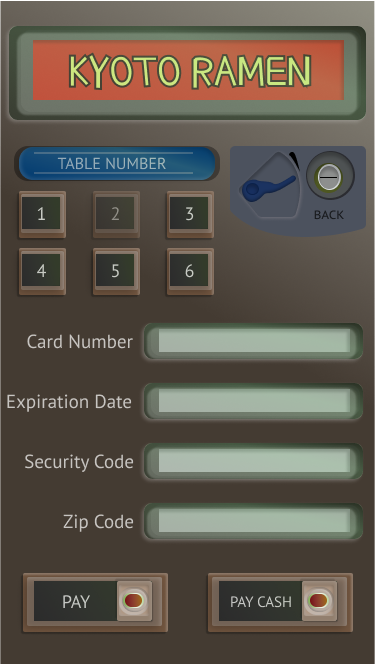 KYOTO RAMEN
TABLE NUMBER
1 2 3
BACK
4 5 6
Card Number
Expiration Date
Security Code
Zip Code
PAY
PAY CASH